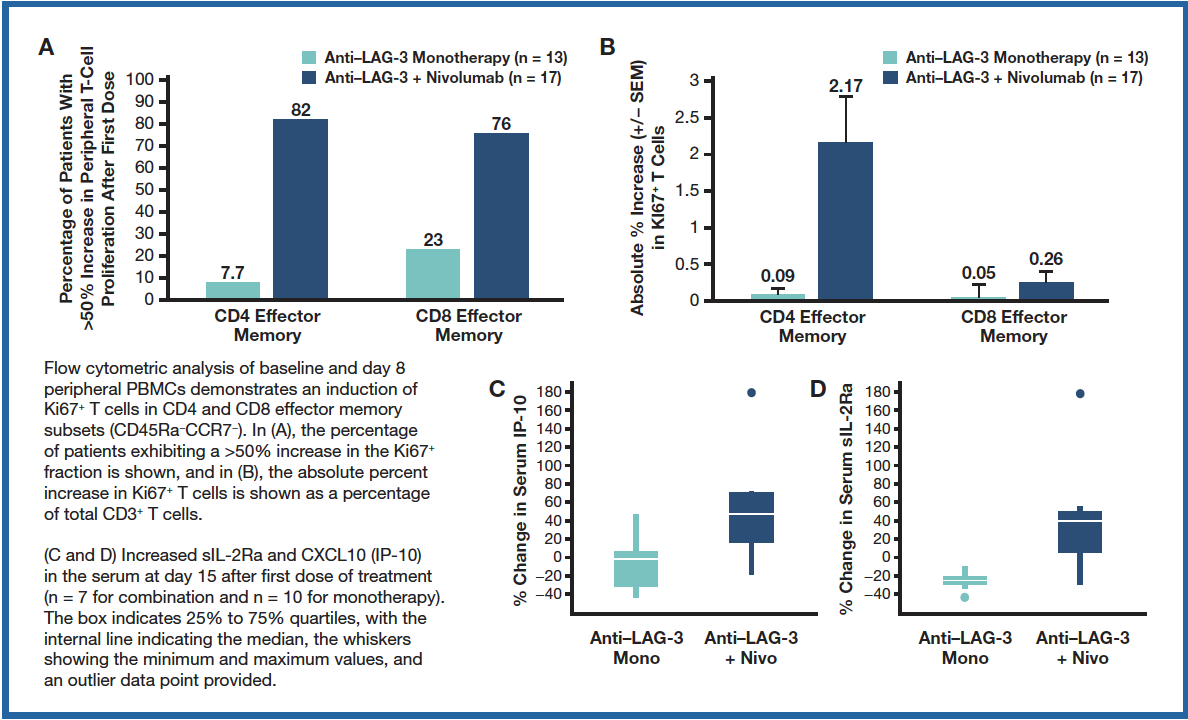 A
Anti–LAG-3 Monotherapy (n = 13)
Anti–LAG-3 + Nivolumab (n = 17)
Percentage of Patients With
>50% Increase in Peripheral T-Cell
Proliferation After First Dose
100
90
80
70
60
50
40
30
20
10
0
7.7
82
23
76
CD4 Effector
Memory
CD8 Effector
Memory
B
Anti–LAG-3 Monotherapy (n = 13)
Anti–LAG-3 + Nivolumab (n = 17)
Absolute % Increase (+/– SEM)
in KI67+ T Cells
3
2.5
2
1.5
1
0.5
0
0.09
2.17
0.05
0.26
CD4 Effector
Memory
CD8 Effector
Memory
Flow cytometric analysis of baseline and day 8
peripheral PBMCs demonstrates an induction of
Ki67+ T cells in CD4 and CD8 effector memory
subsets (CD45Ra–CCR7–). In (A), the percentage
of patients exhibiting a >50% increase in the Ki67+
fraction is shown, and in (B), the absolute percent
increase in Ki67+ T cells is shown as a percentage
of total CD3+ T cells.
(C and D) Increased sIL-2Ra and CXCL10 (IP-10)
in the serum at day 15 after first dose of treatment
(n = 7 for combination and n = 10 for monotherapy).
The box indicates 25% to 75% quartiles, with the
internal line indicating the median, the whiskers
showing the minimum and maximum values, and
an outlier data point provided.
C
% Change in Serum IP-10
180
160
140
120
100
80
60
40
20
0
–20
–40
Anti–LAG-3
Mono
Anti–LAG-3
+ Nivo
D
% Change in Serum sIL-2Ra
180
160
140
120
100
80
60
40
20
0
–20
–40
Anti–LAG-3
Mono
Anti–LAG-3
+ Nivo